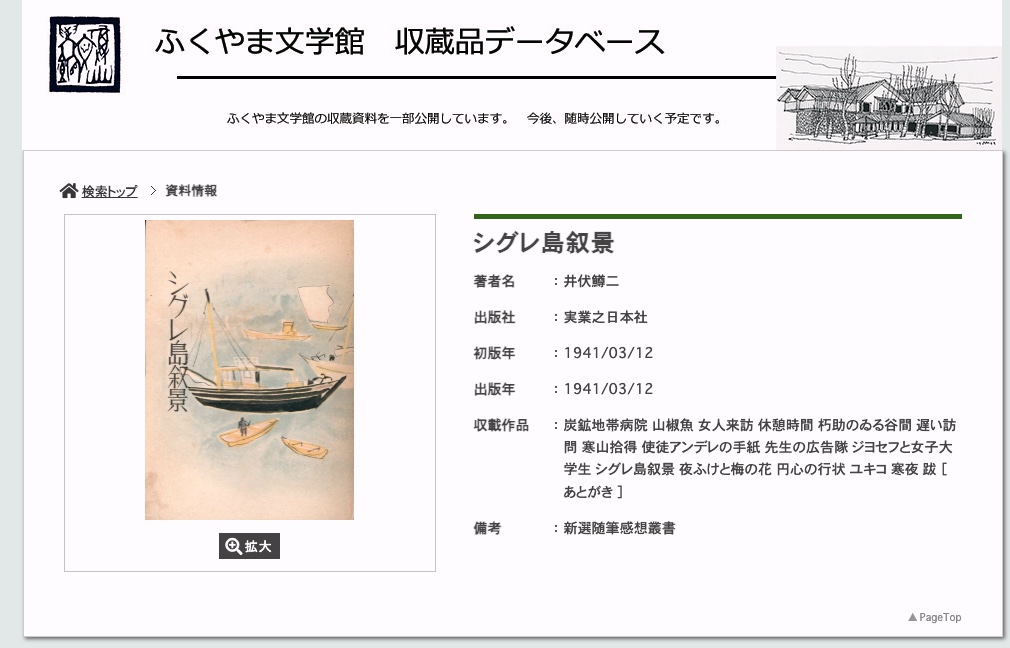 ふくやま文学館　収蔵品データベース
ふくやま文学館の収蔵資料を一部公開しています。　今後、随時公開していく予定です。
検索トップ > 資料情報
シグレ島叙景
拡大
シグレ島叙景
著者名 ： 井伏鱒二
出版社 ： 実業之日本社
初版年 ： 1941/03/12
出版年 ： 1941/03/12
収載作品 ： 炭鉱地帯病院 山椒魚 女人来訪 休憩時間 朽助のゐる谷間 遅い訪
問 寒山拾得 使徒アンデレの手紙 先生の広告隊 ジヨセフと女子大
学生 シグレ島叙景 夜ふけと梅の花 円心の行状 ユキコ 寒夜 跋 [
あとがき ]
備考 ： 新選随筆感想叢書
▲PageTop